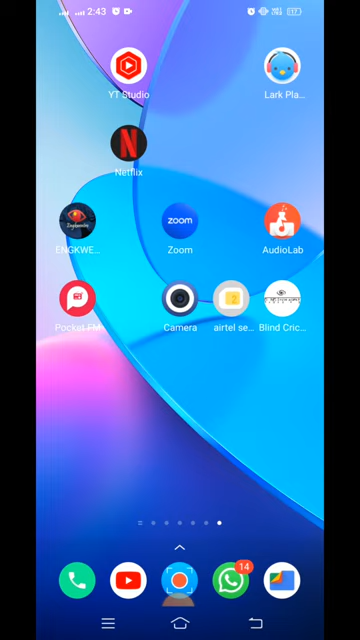 2:43
YT Studio
Lark Pla...
Netflix
ENGKWE...
zoom
Zoom
AudioLab
Pocket FM
Camera
airtel se...
Blind Cric...
14